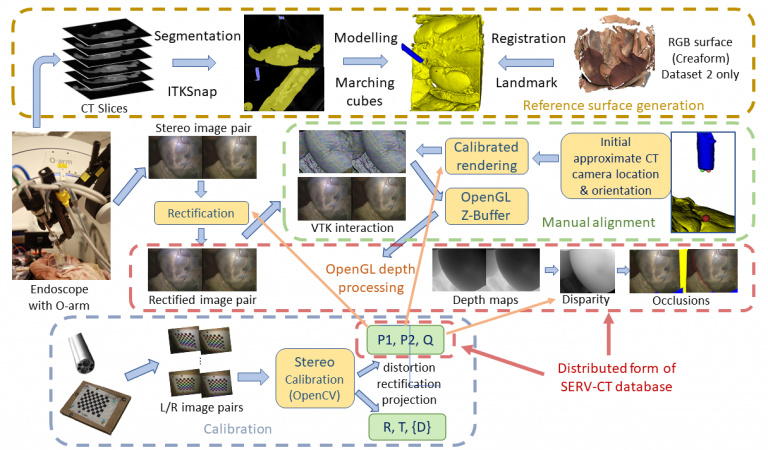 Segmentation
ITKSnap
CT Slices
Modelling
Marching
cubes
Registration
Landmark
RGB surface
(Creaform)
Dataset 2 only
Reference surface generation
Stereo image pair
O-arm
Rectification
Rectified image pair
Endoscope
with O-arm
VTK interaction
Calibrated
rendering
OpenGL
Z-Buffer
Initial
approximate CT
camera location
& orientation
Manual alignment
OpenGL depth
processing
Depth maps
Disparity
Occlusions
L/R image pairs
Stereo
Calibration
(OpenCV)
P1, P2, Q
distortion
rectification
projection
R, T, {D}
Calibration
Distributed form of
SERV-CT database